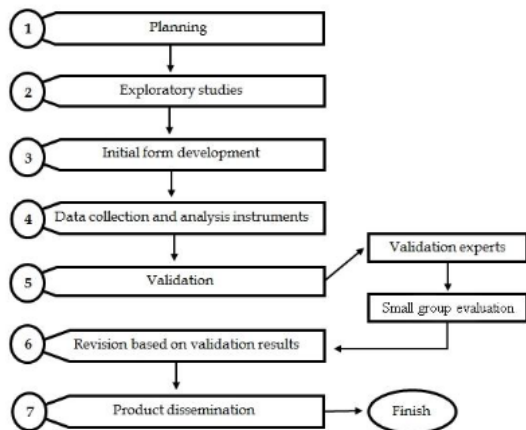 1 Planning
2 Exploratory studies
3 Initial form development
4 Data collection and analysis instruments
5 Validation
Validation experts
Small group evaluation
6 Revision based on validation results
7 Product dissemination
Finish